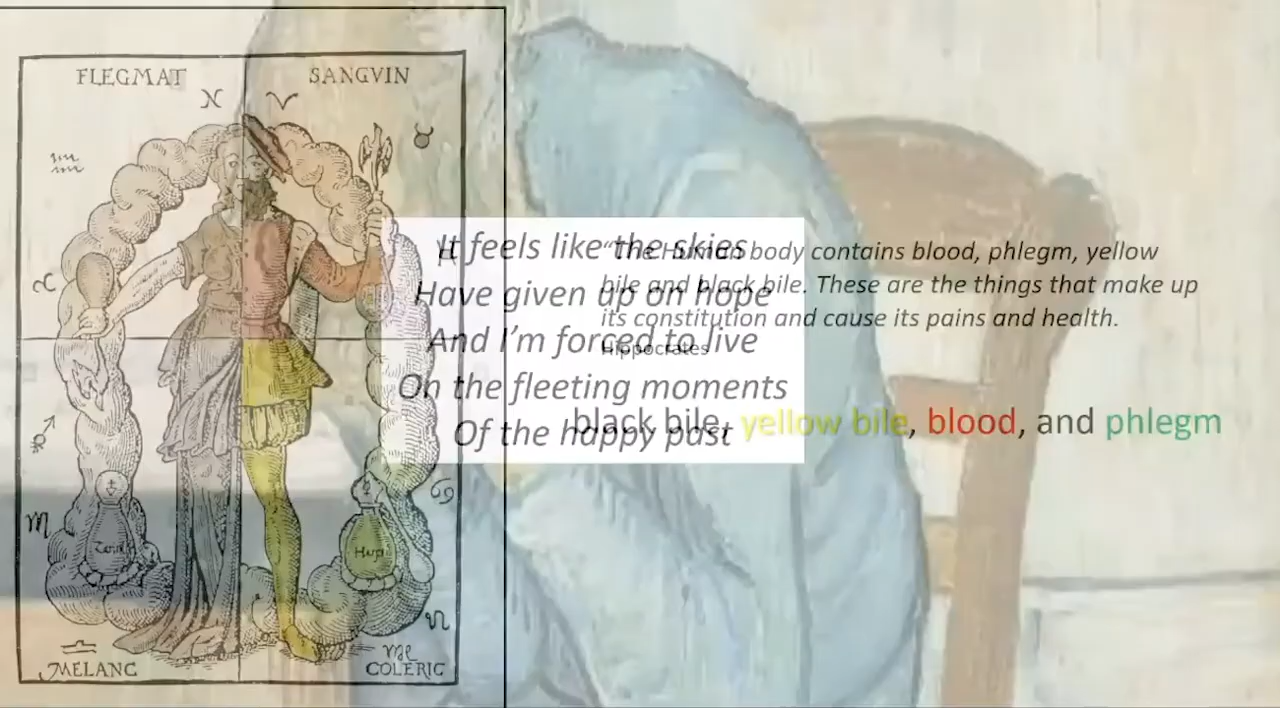 FLEGMAT
SANGVIN
It feels like the skies
Have given up on hope
And I’m forced to live
On the fleeting moments
Of the happy past
“The Human body contains blood, phlegm, yellow
bile and black bile. These are the things that make up
its constitution and cause its pains and health.
Hippocrates
black bile, yellow bile, blood, and phlegm
MELANC
COLERIC